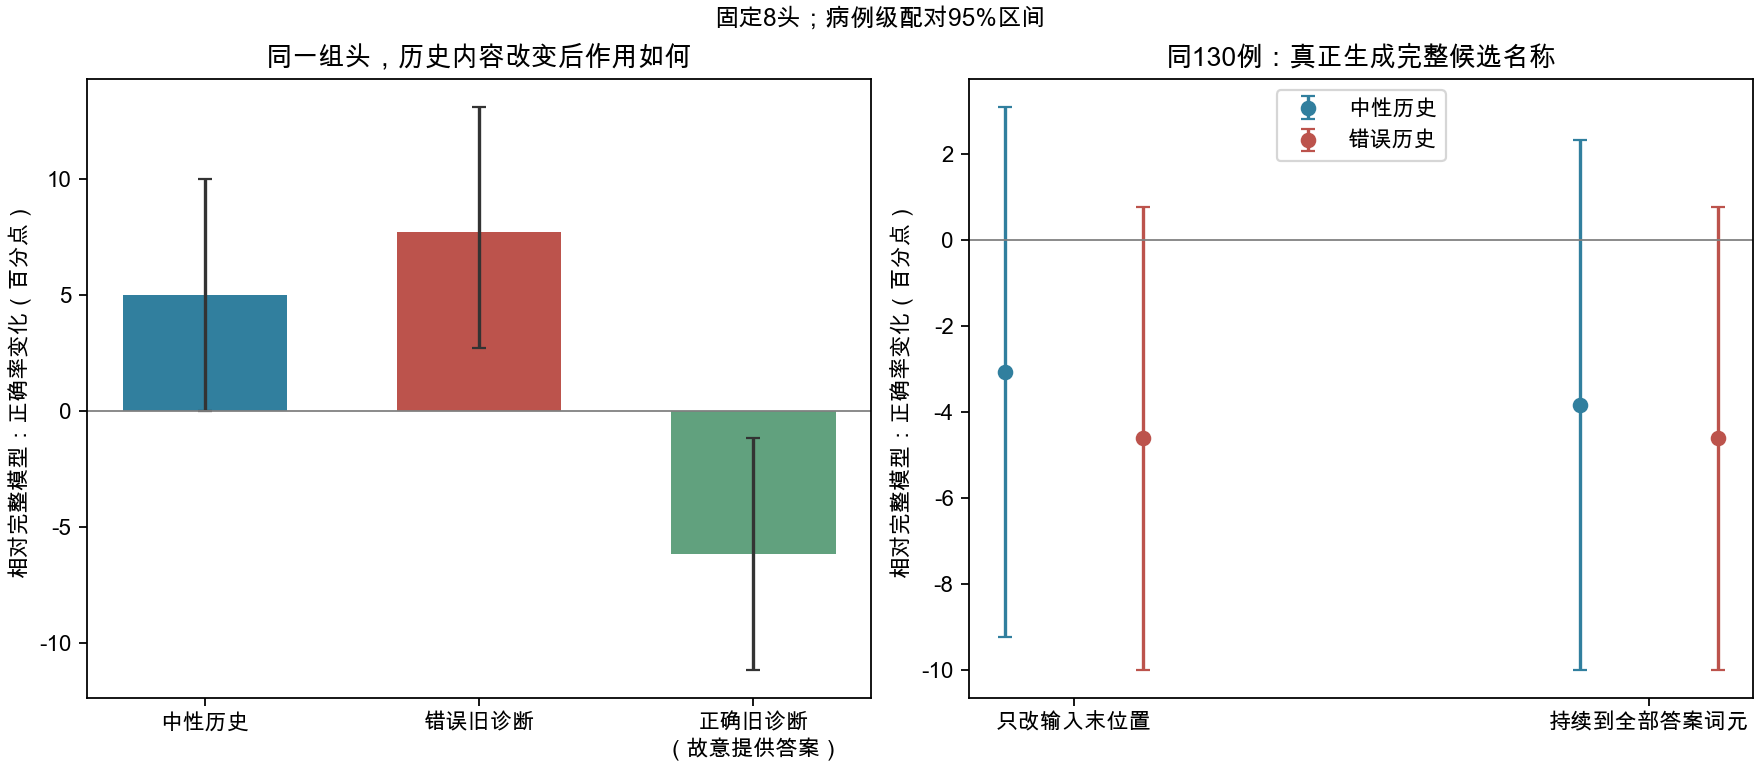 固定8头；病例级配对95%区间
同一组头，历史内容改变后作用如何
相对完整模型：正确率变化（百分点）
10
5
0
-5
-10
中性历史
错误旧诊断
正确旧诊断
（故意提供答案）
同130例：真正生成完整候选名称
中性历史
错误历史
相对完整模型：正确率变化（百分点）
2
0
-2
-4
-6
-8
-10
只改输入末位置
持续到全部答案词元